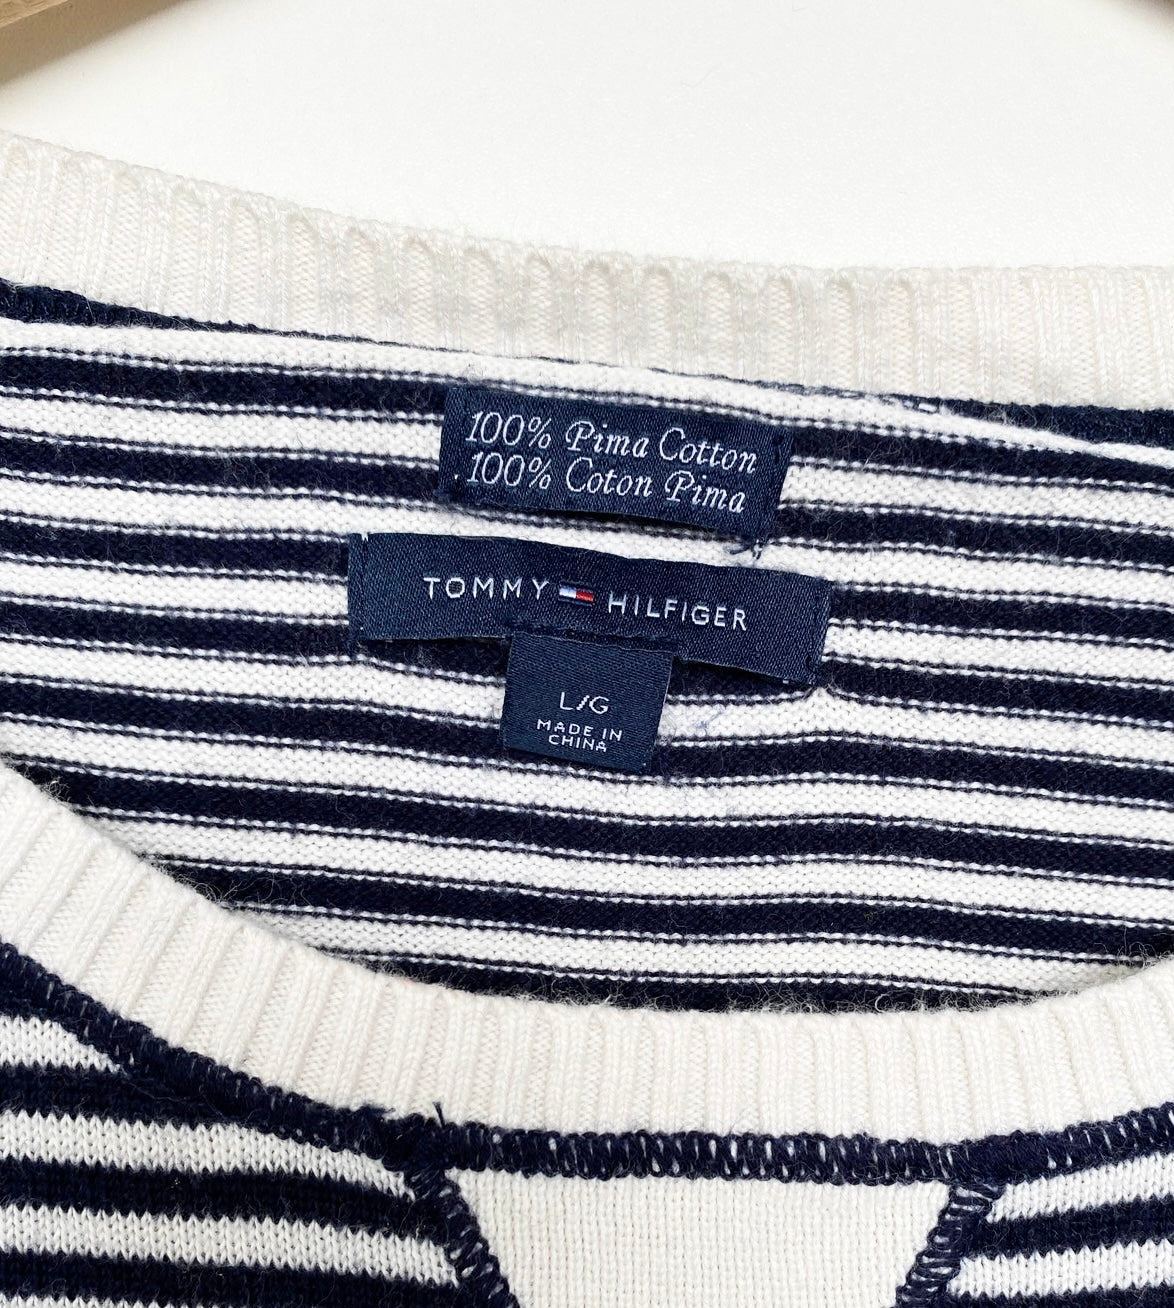 100% Pima Cotton
100% Coton Pima
TOMMY HILFIGER
L/G
MADE IN
CHINA